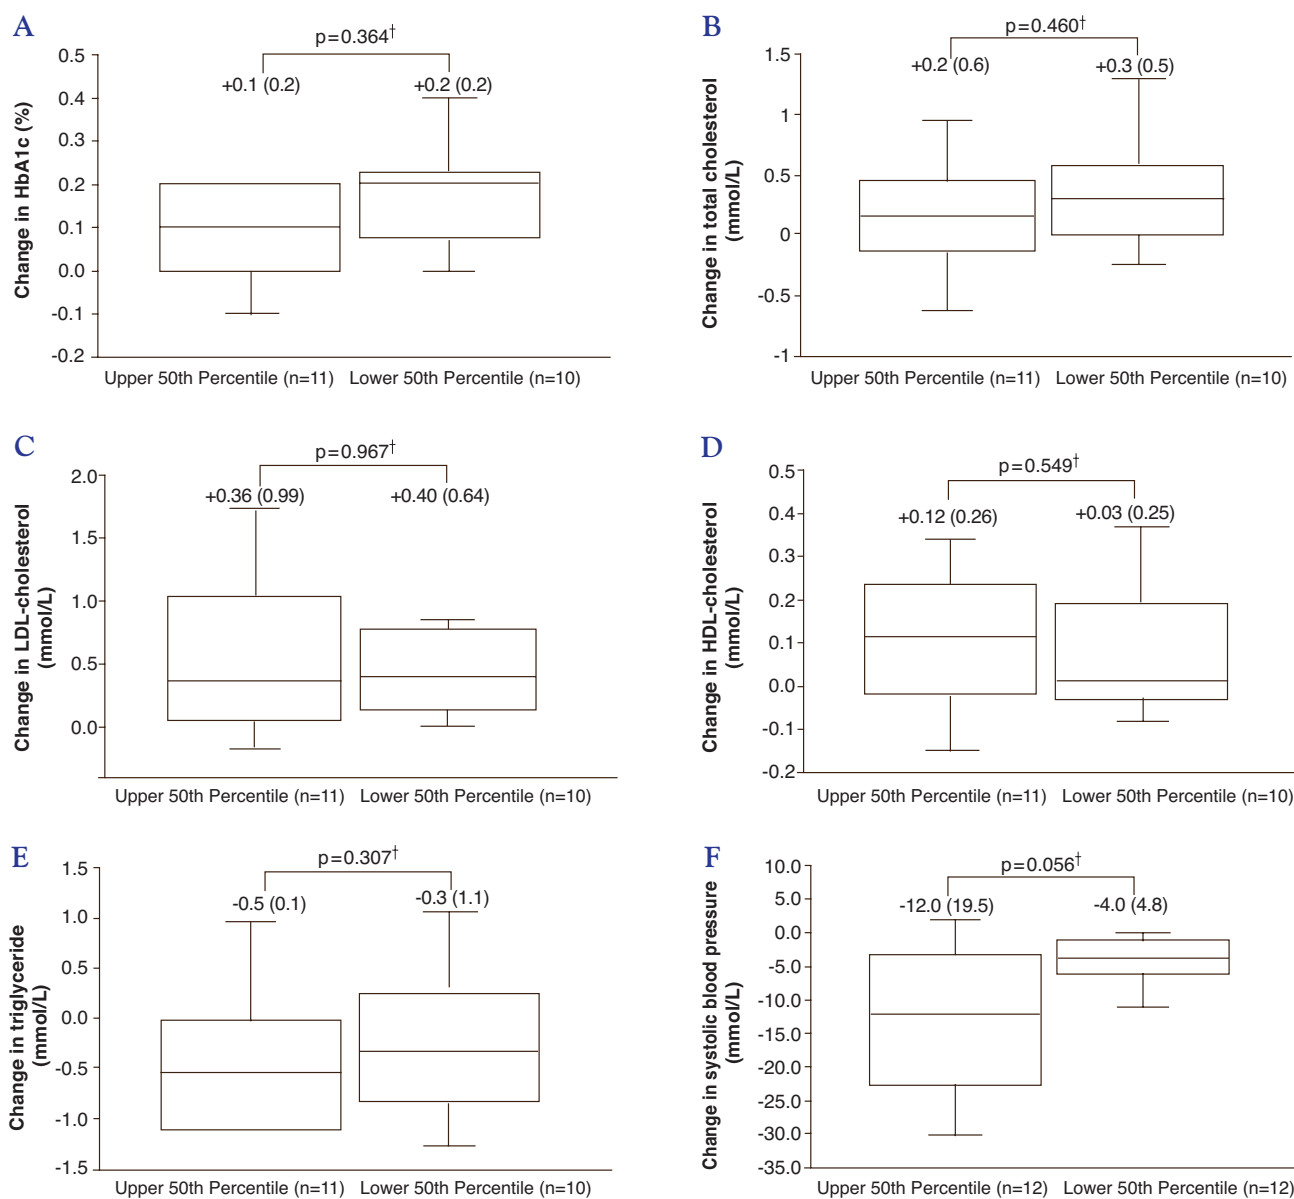 A
p=0.364†
+0.1 (0.2)
+0.2 (0.2)
Change in HbA1c (%)
0.5
0.4
0.3
0.2
0.1
0.0
-0.1
-0.2
Upper 50th Percentile (n=11)
Lower 50th Percentile (n=10)
B
p=0.460†
+0.2 (0.6)
+0.3 (0.5)
Change in total cholesterol
(mmol/L)
1.5
1
0.5
0
-0.5
-1
Upper 50th Percentile (n=11)
Lower 50th Percentile (n=10)
C
p=0.967†
+0.36 (0.99)
+0.40 (0.64)
Change in LDL-cholesterol
(mmol/L)
2.0
1.5
1.0
0.5
0.0
Upper 50th Percentile (n=11)
Lower 50th Percentile (n=10)
D
p=0.549†
+0.12 (0.26)
+0.03 (0.25)
Change in HDL-cholesterol
(mmol/L)
0.5
0.4
0.3
0.2
0.1
0.0
-0.1
-0.2
Upper 50th Percentile (n=11)
Lower 50th Percentile (n=10)
E
p=0.307†
-0.5 (0.1)
-0.3 (1.1)
Change in triglyceride
(mmol/L)
1.5
1.0
0.5
0.0
-0.5
-1.0
-1.5
Upper 50th Percentile (n=11)
Lower 50th Percentile (n=10)
F
p=0.056†
-12.0 (19.5)
-4.0 (4.8)
Change in systolic blood pressure
(mmol/L)
10.0
5.0
0.0
-5.0
-10.0
-15.0
-20.0
-25.0
-30.0
-35.0
Upper 50th Percentile (n=12)
Lower 50th Percentile (n=12)